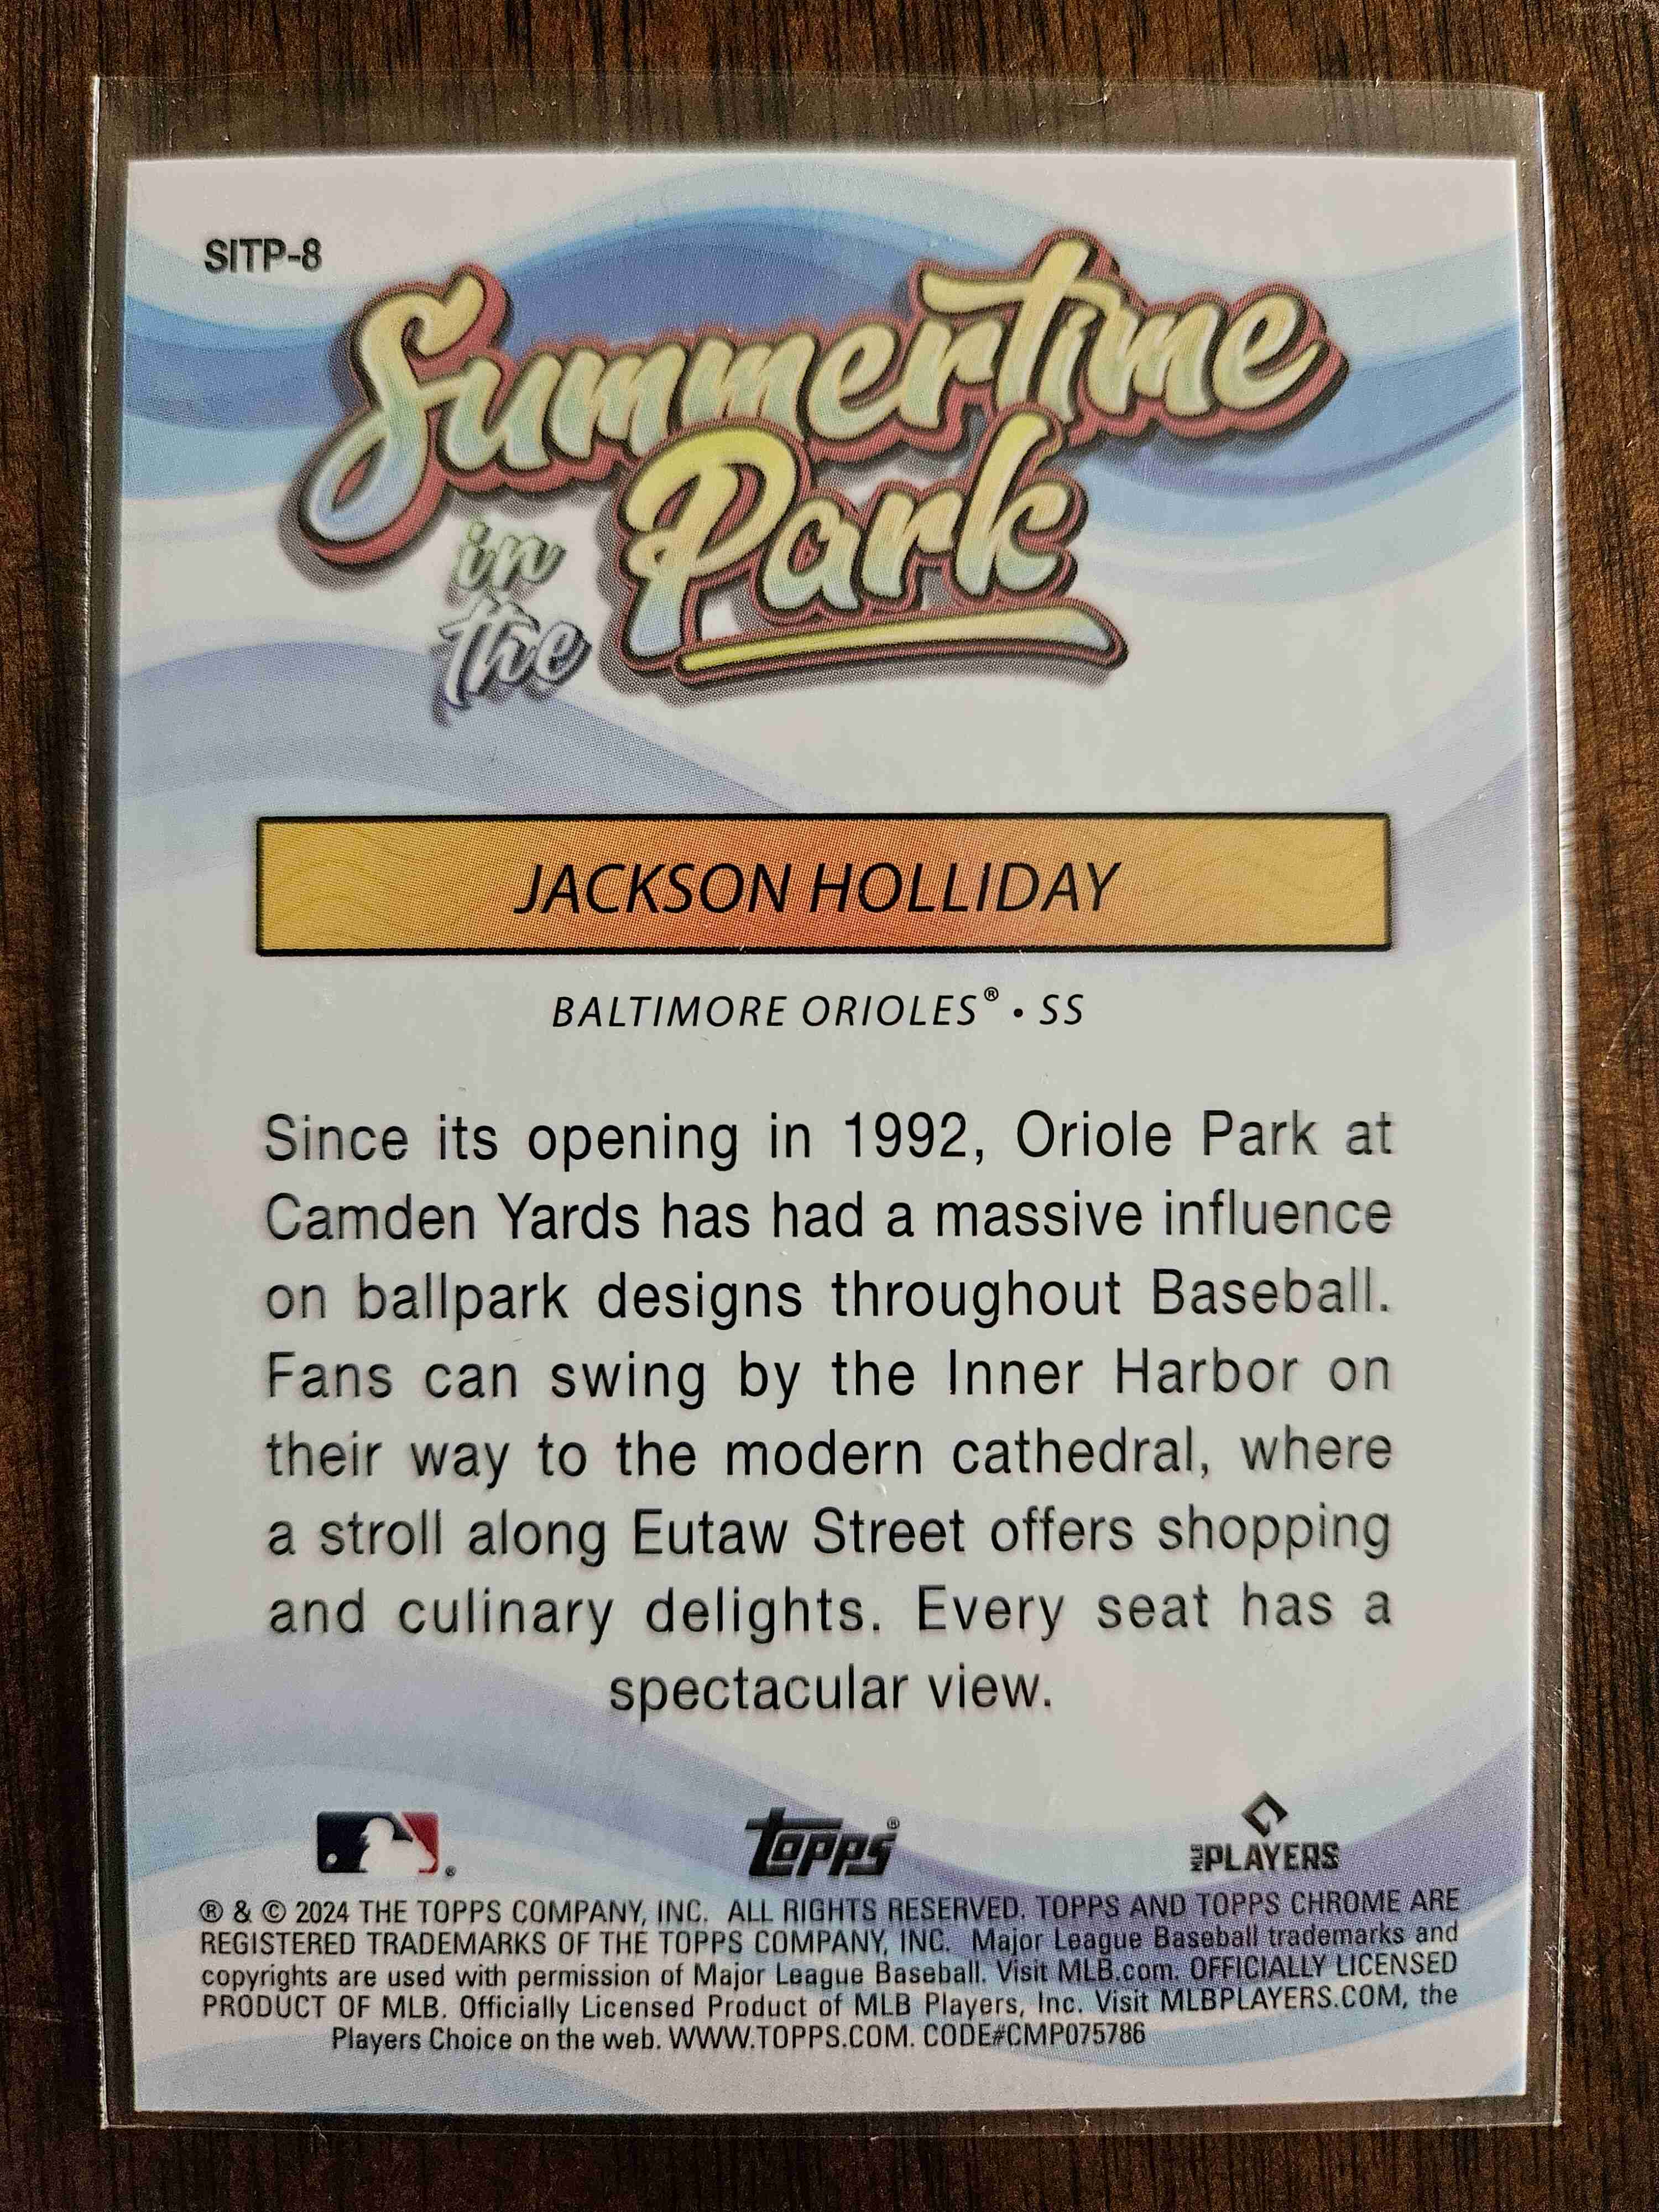 SITP-8
Summertime
in
the
Park
JACKSON HOLLIDAY
BALTIMORE ORIOLES® • SS
Since its opening in 1992, Oriole Park at
Camden Yards has had a massive influence
on ballpark designs throughout Baseball.
Fans can swing by the Inner Harbor on
their way to the modern cathedral, where
a stroll along Eutaw Street offers shopping
and culinary delights. Every seat has a
spectacular view.
topps®
MLB PLAYERS
® & © 2024 THE TOPPS COMPANY, INC. ALL RIGHTS RESERVED. TOPPS AND TOPPS CHROME ARE
REGISTERED TRADEMARKS OF THE TOPPS COMPANY, INC. Major League Baseball trademarks and
copyrights are used with permission of Major League Baseball. Visit MLB.com. OFFICIALLY LICENSED
PRODUCT OF MLB. Officially Licensed Product of MLB Players, Inc. Visit MLBPLAYERS.COM, the
Players Choice on the web. WWW.TOPPS.COM. CODE#CMP075786